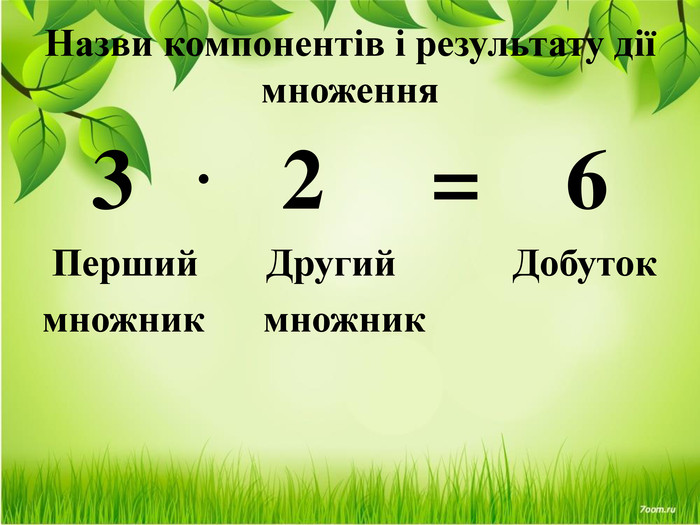 Назви компонентів і результату дії
множення
3 · 2 = 6
Перший Другий Добуток
множник множник
7oom.ru